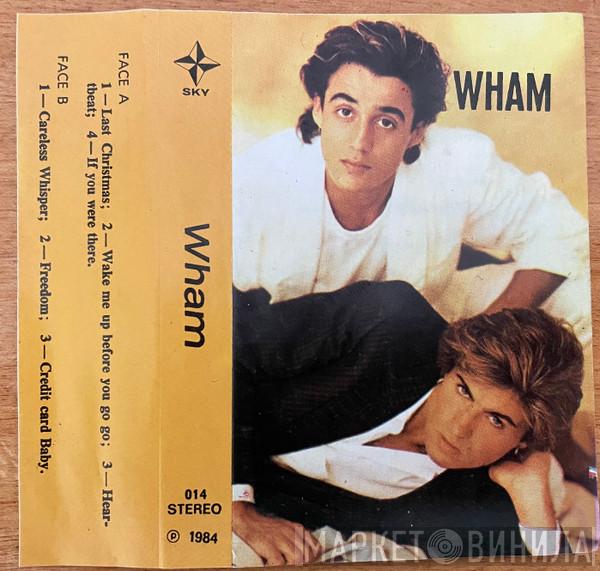 FACE A
1—Last Christmas; 2—Wake me up before you go go; 3—Hear-
tbeat; 4—If you were there.
FACE B
1—Careless Whisper; 2—Freedom; 3—Credit card Baby.
SKY
Wham
014
STEREO
℗ 1984
WHAM
МАРКЕТ ВИНИЛА